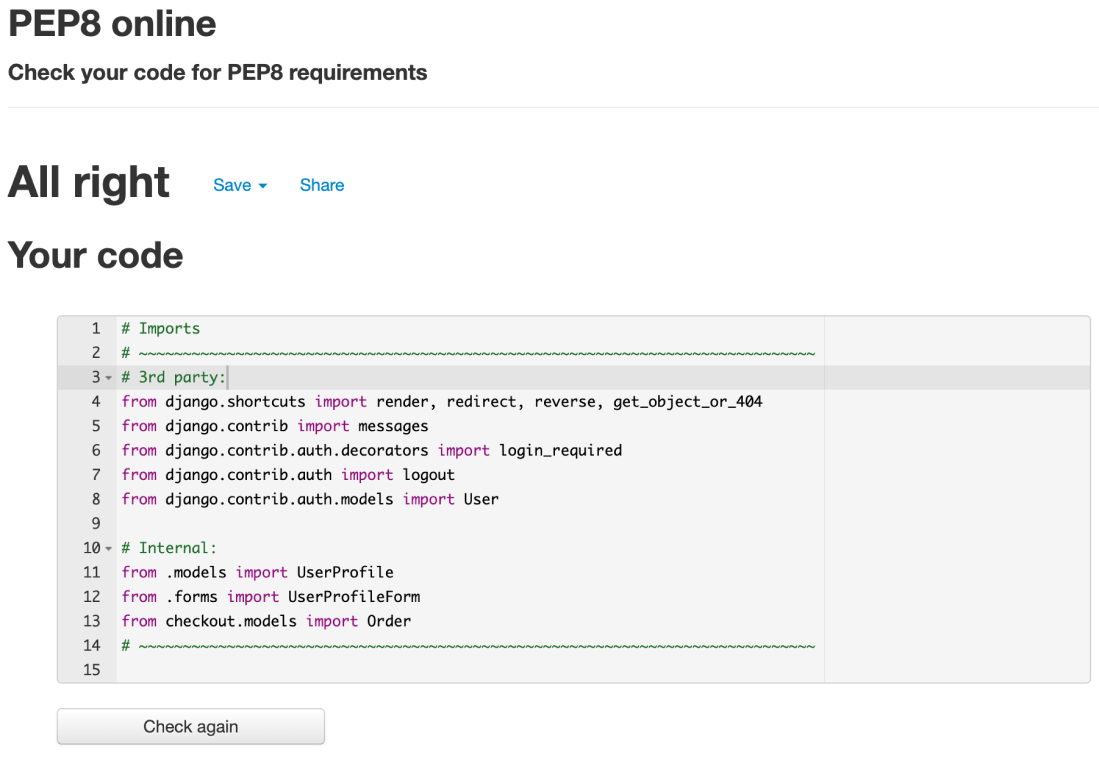 PEP8 online
Check your code for PEP8 requirements
All right Save Share
Your code
1 # Imports
2 # ~~~~~~~~~~~~~~~~~~~~~~~~~~~~~~~~~~~~~~~~~~~~~~~~~~~~~~~~~~~~~~~~~~~~~~~~~~~~~
3 # 3rd party:
4 from django.shortcuts import render, redirect, reverse, get_object_or_404
5 from django.contrib import messages
6 from django.contrib.auth.decorators import login_required
7 from django.contrib.auth import logout
8 from django.contrib.auth.models import User
9
10 # Internal:
11 from .models import UserProfile
12 from .forms import UserProfileForm
13 from checkout.models import Order
14 # ~~~~~~~~~~~~~~~~~~~~~~~~~~~~~~~~~~~~~~~~~~~~~~~~~~~~~~~~~~~~~~~~~~~~~~~~~~~~~
15
Check again